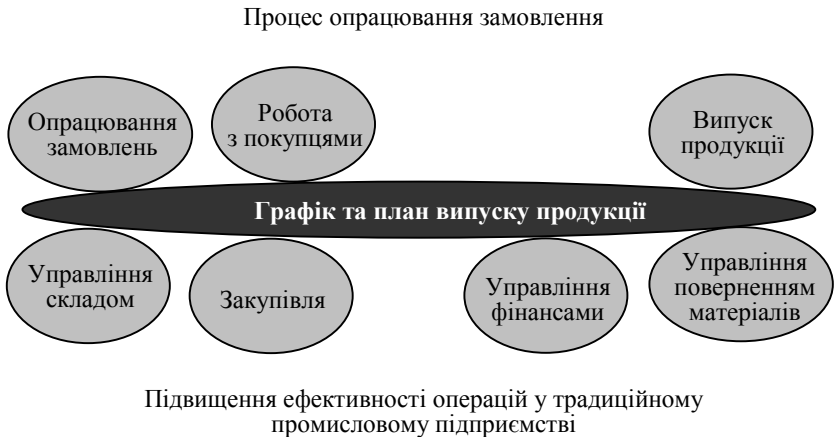 Процес опрацювання замовлення
Опрацювання
замовлень
Робота
з покупцями
Випуск
продукції
Графік та план випуску продукції
Управління
складом
Закупівля
Управління
фінансами
Управління
поверненням
матеріалів
Підвищення ефективності операцій у традиційному
промисловому підприємстві